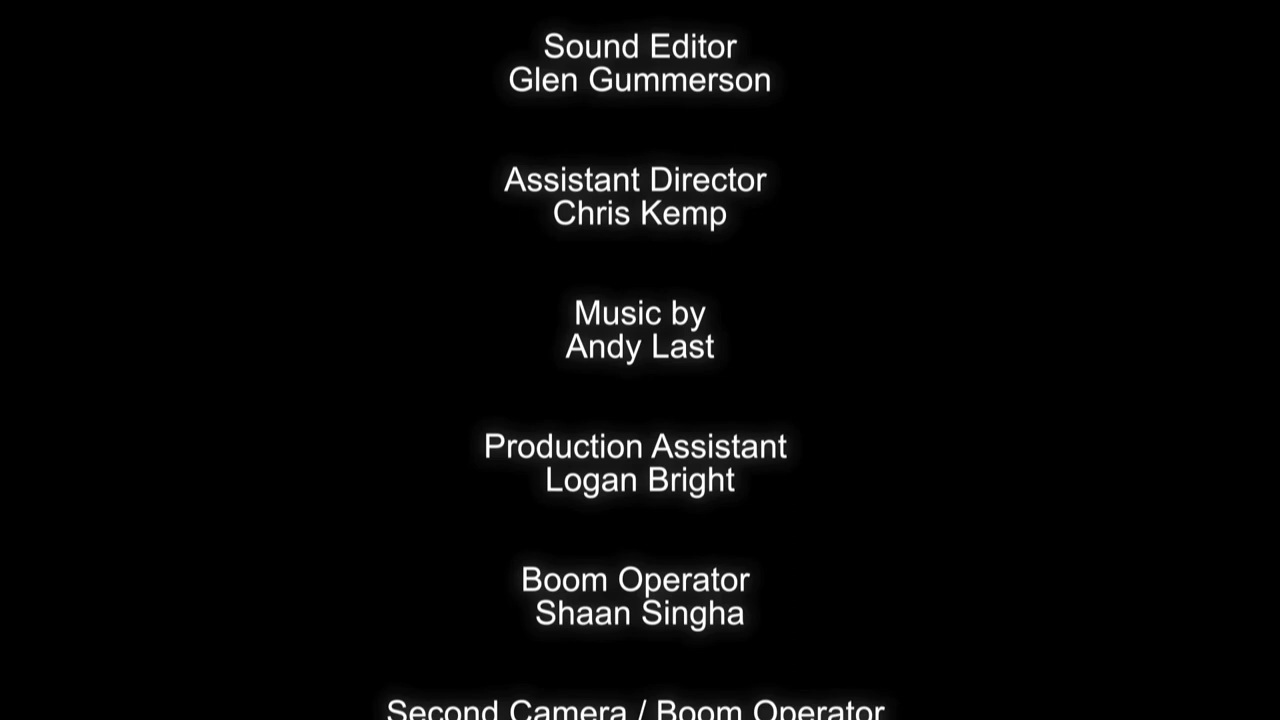 Sound Editor
Glen Gummerson
Assistant Director
Chris Kemp
Music by
Andy Last
Production Assistant
Logan Bright
Boom Operator
Shaan Singha
Second Camera / Boom Operator